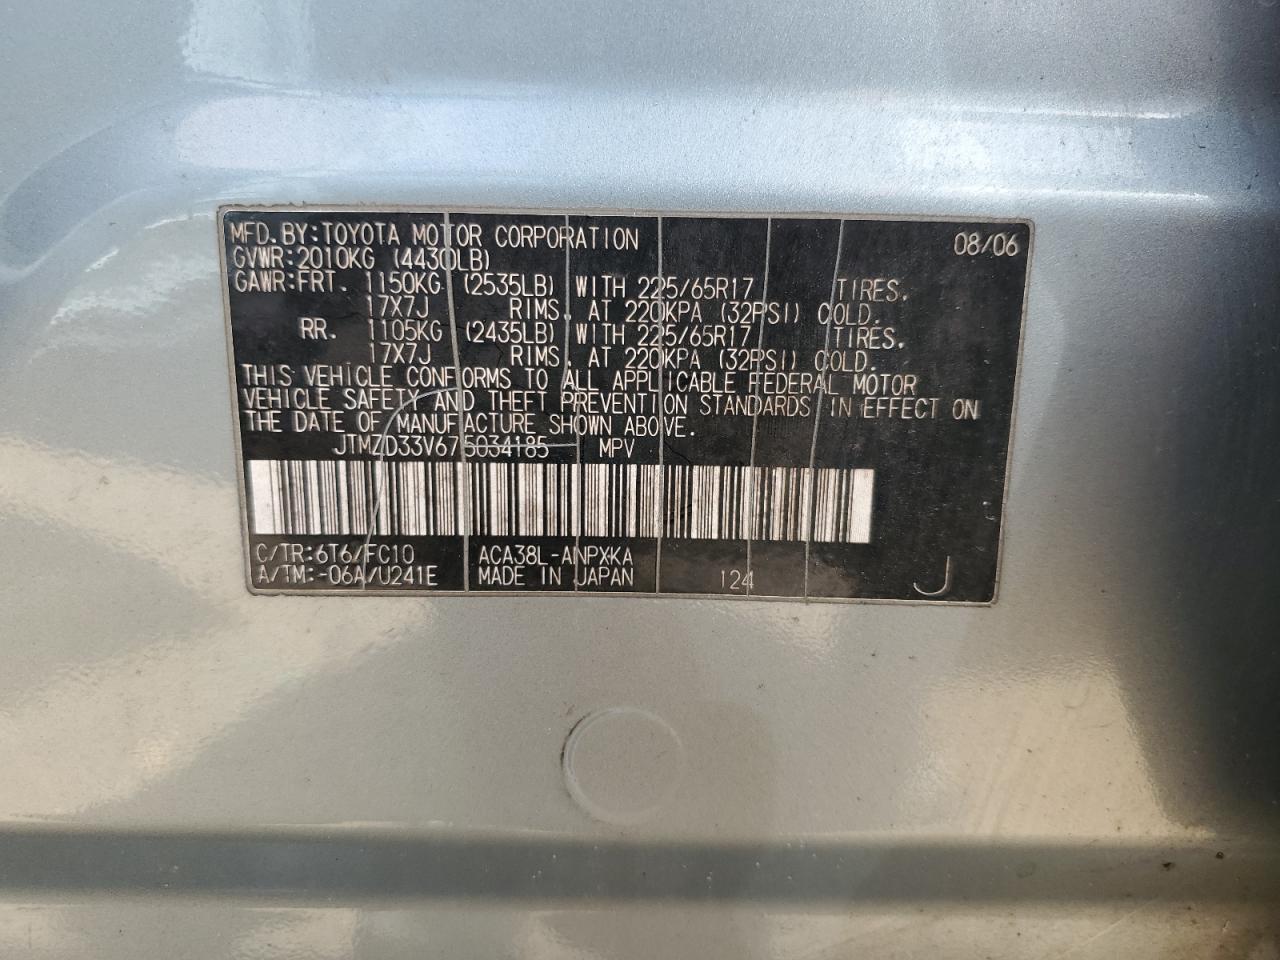 MFD. BY: TOYOTA MOTOR CORPORATION 08/06
GVWR: 2010KG (4430LB)
GAWR: FRT. 1150KG (2535LB) WITH 225/65R17 TIRES.
17X7J RIMS. AT 220KPA (32PSI) COLD.
RR. 1105KG (2435LB) WITH 225/65R17 TIRES.
17X7J RIMS. AT 220KPA (32PSI) COLD.
THIS VEHICLE CONFORMS TO ALL APPLICABLE FEDERAL MOTOR
VEHICLE SAFETY AND THEFT PREVENTION STANDARDS IN EFFECT ON
THE DATE OF MANUFACTURE SHOWN ABOVE.
JTMZD33V675034185 MPV
C/TR: 6T6/FC10 ACA38L-ANPXKA
A/TM: -06A/U241E MADE IN JAPAN 124 J